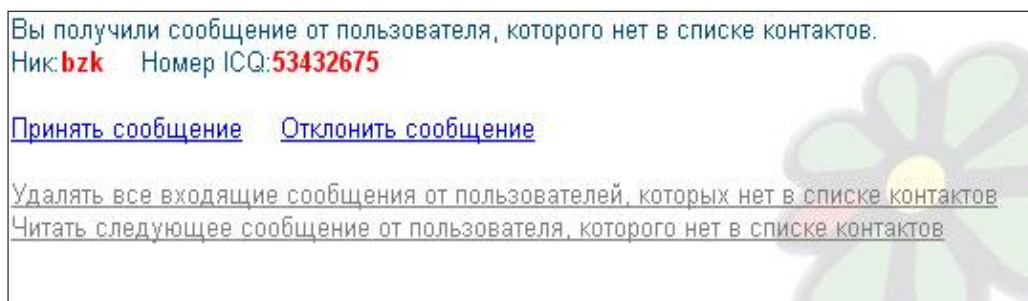 Вы получили сообщение от пользователя, которого нет в списке контактов.
Ник:bzk Номер ICQ:53432675
Принять сообщение Отклонить сообщение
Удалять все входящие сообщения от пользователей, которых нет в списке контактов
Читать следующее сообщение от пользователя, которого нет в списке контактов